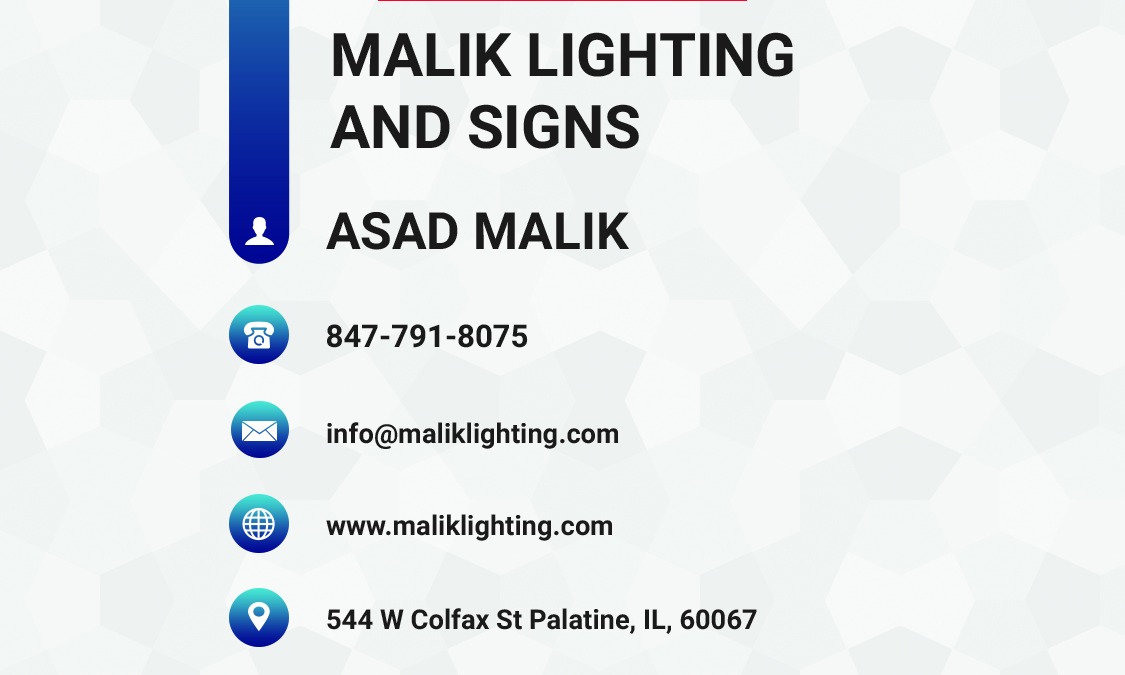 MALIK LIGHTING
AND SIGNS
ASAD MALIK
847-791-8075
info@maliklighting.com
www.maliklighting.com
544 W Colfax St Palatine, IL, 60067